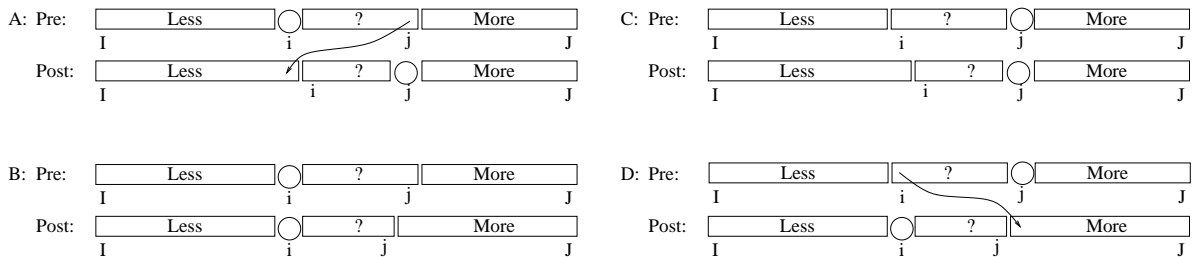 A: Pre: Less ? More
I i j J
Post: Less ? More
I i j J
B: Pre: Less ? More
I i j J
Post: Less ? More
I i j J
C: Pre: Less ? More
I i j J
Post: Less ? More
I i j J
D: Pre: Less ? More
I i j J
Post: Less ? More
I i j J